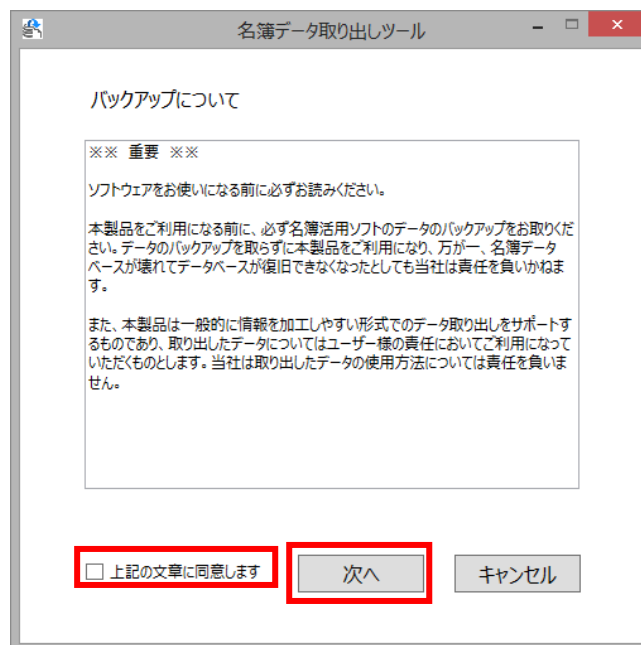 名簿データ取り出しツール
バックアップについて
※※ 重要 ※※
ソフトウェアをお使いになる前に必ずお読みください。
本製品をご利用になる前に、必ず名簿活用ソフトのデータのバックアップをお取りくだ
さい。データのバックアップを取らずに本製品をご利用になり、万が一、名簿データ
ベースが壊れてデータベースが復旧できなくなったとしても当社は責任を負いかねま
す。
また、本製品は一般的に情報を加工しやすい形式でのデータ取り出しをサポートす
るものであり、取り出したデータについてはユーザー様の責任においてご利用になって
いただくものとします。当社は取り出したデータの使用方法については責任を負いま
せん。
上記の文章に同意します
次へ
キャンセル